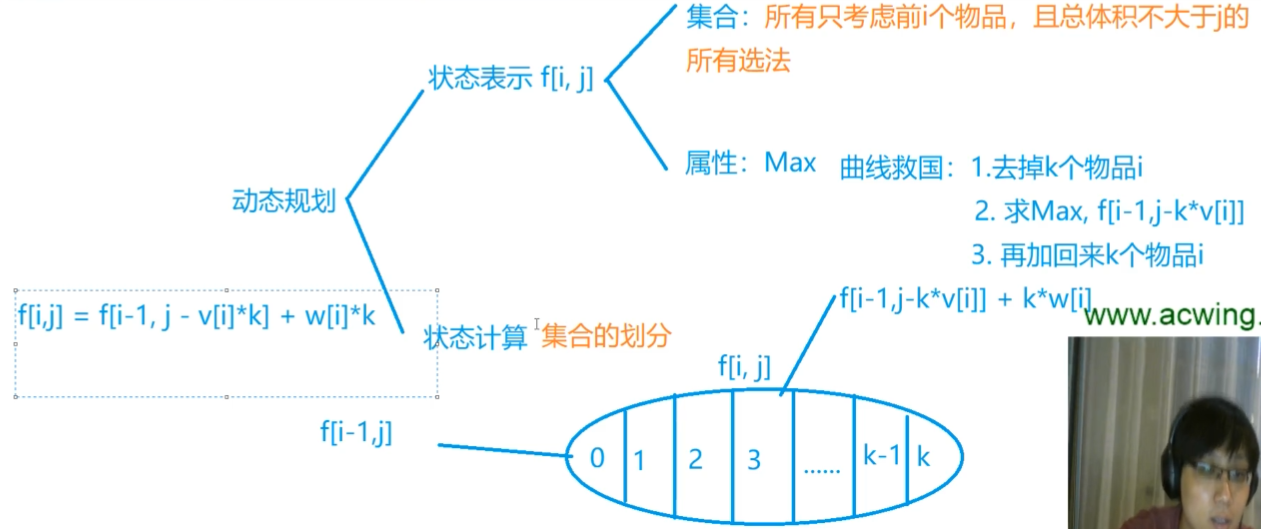 集合：所有只考虑前i个物品，且总体积不大于j的
所有选法
状态表示 f[i, j]
属性：Max
曲线救国：1.去掉k个物品i
2. 求Max, f[i-1,j-k*v[i]]
3. 再加回来k个物品i
动态规划
f[i-1,j-k*v[i]] + k*w[i]
www.acwing.
f[i,j] = f[i-1, j - v[i]*k] + w[i]*k
状态计算 集合的划分
f[i, j]
f[i-1,j]
0 1 2 3 ...... k-1 k